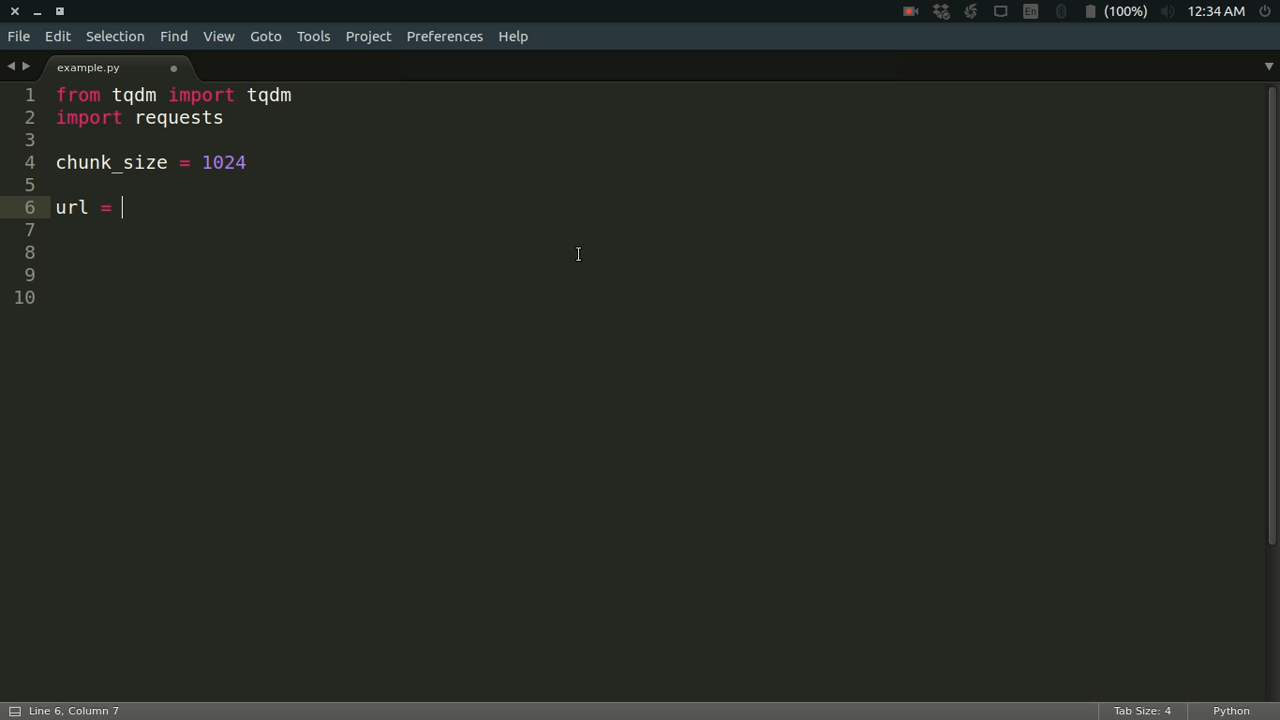 En (100%) 12:34 AM
File Edit Selection Find View Goto Tools Project Preferences Help
example.py
1 from tqdm import tqdm
2 import requests
3
4 chunk_size = 1024
5
6 url =
7
8
9
10
Line 6, Column 7 Tab Size: 4 Python